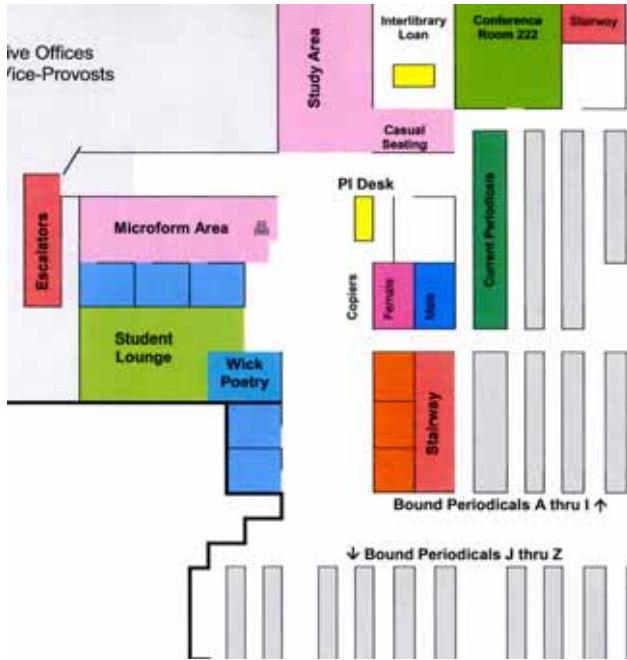 ive Offices
Vice-Provosts
Study Area
Interlibrary
Loan
Conference
Room 222
Stairway
Casual
Seating
PI Desk
Escalators
Microform Area
Current Periodicals
Copiers
Female
Male
Student
Lounge
Wick
Poetry
Stairway
Bound Periodicals A thru I ↑
↓ Bound Periodicals J thru Z